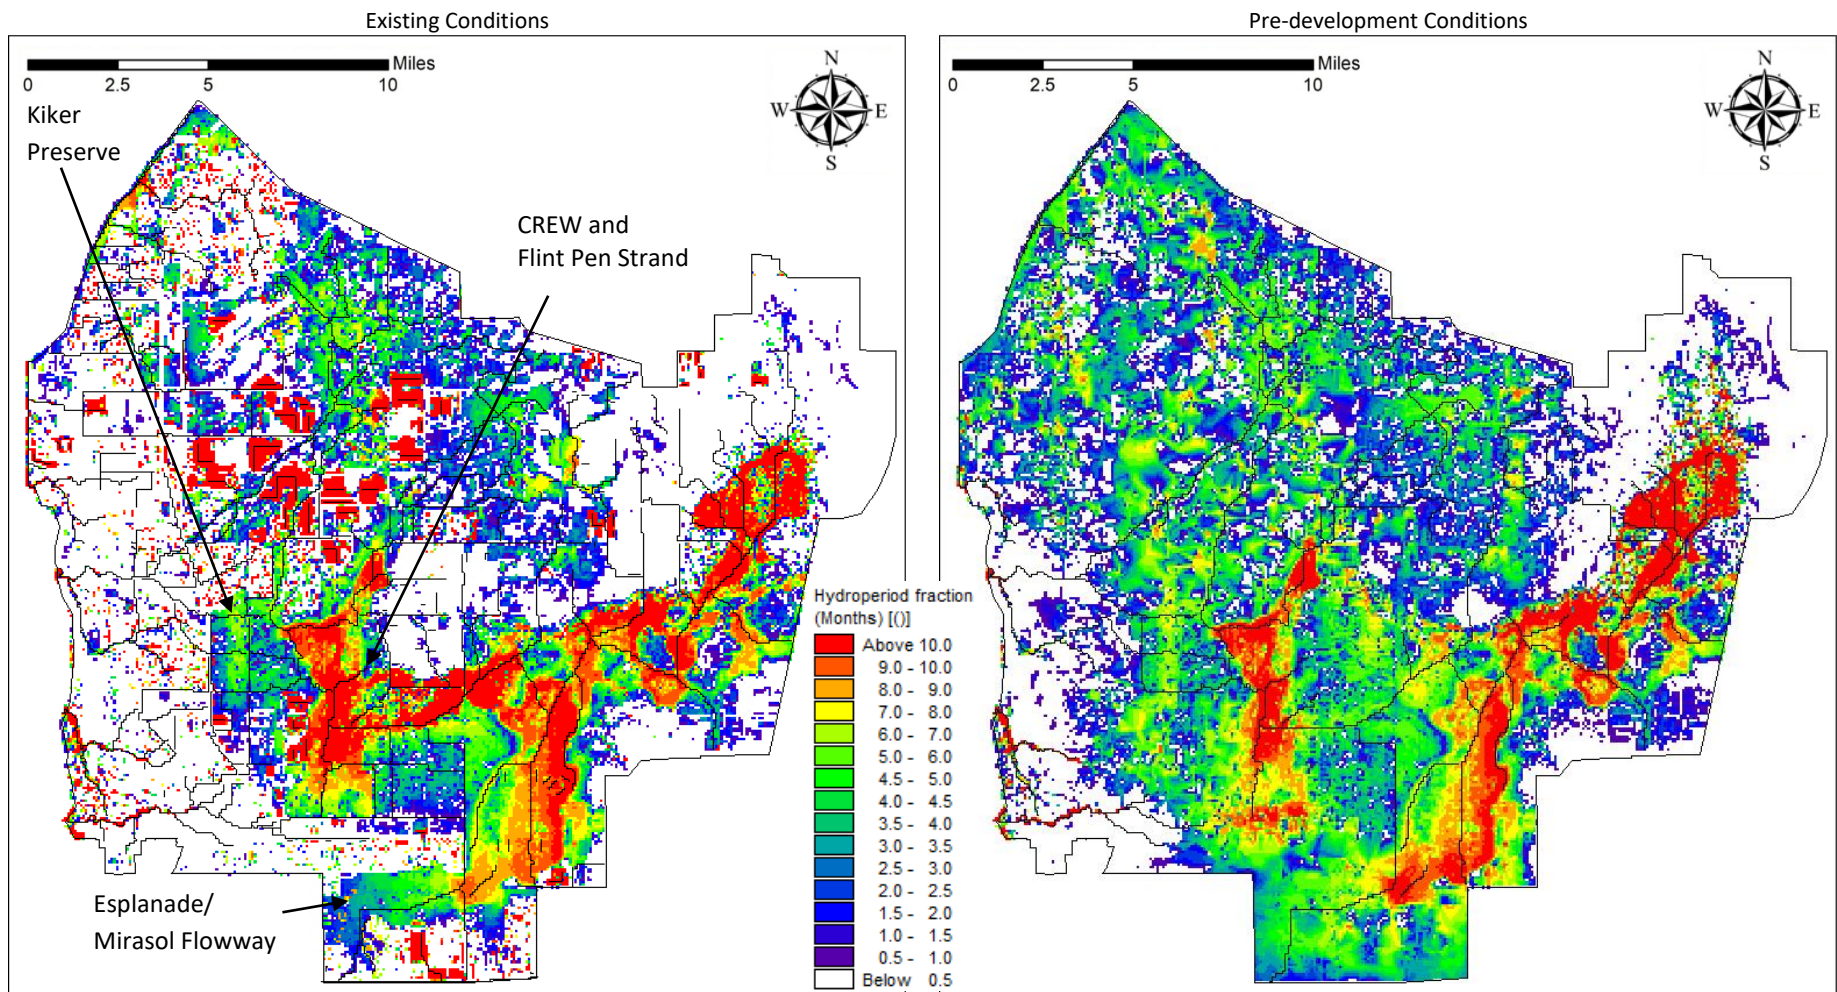 Existing Conditions
Pre-development Conditions
Miles
0 2.5 5 10
N
W E
S
Miles
0 2.5 5 10
N
W E
S
Kiker
Preserve
CREW and
Flint Pen Strand
Esplanade/
Mirasol Flowway
Hydroperiod fraction
(Months) [()]
Above 10.0
9.0 - 10.0
8.0 - 9.0
7.0 - 8.0
6.0 - 7.0
5.0 - 6.0
4.5 - 5.0
4.0 - 4.5
3.5 - 4.0
3.0 - 3.5
2.5 - 3.0
2.0 - 2.5
1.5 - 2.0
1.0 - 1.5
0.5 - 1.0
Below 0.5